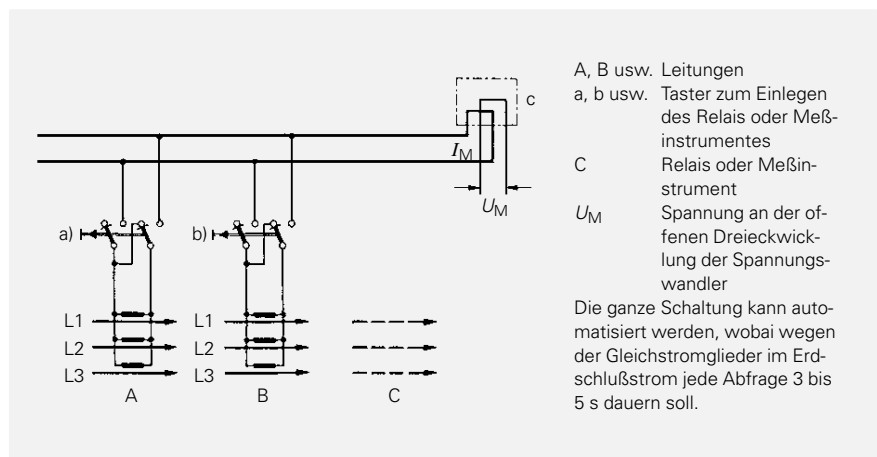 c
I_M
U_M
a)
b)
L1
L2
L3
A
L1
L2
L3
B
C
A, B usw. Leitungen
a, b usw. Taster zum Einlegen
des Relais oder Meß-
instrumentes
C Relais oder Meßin-
strument
U_M Spannung an der of-
fenen Dreieckwick-
lung der Spannungs-
wandler
Die ganze Schaltung kann auto-
matisiert werden, wobai wegen
der Gleichstromglieder im Erd-
schlußstrom jede Abfrage 3 bis
5 s dauern soll.